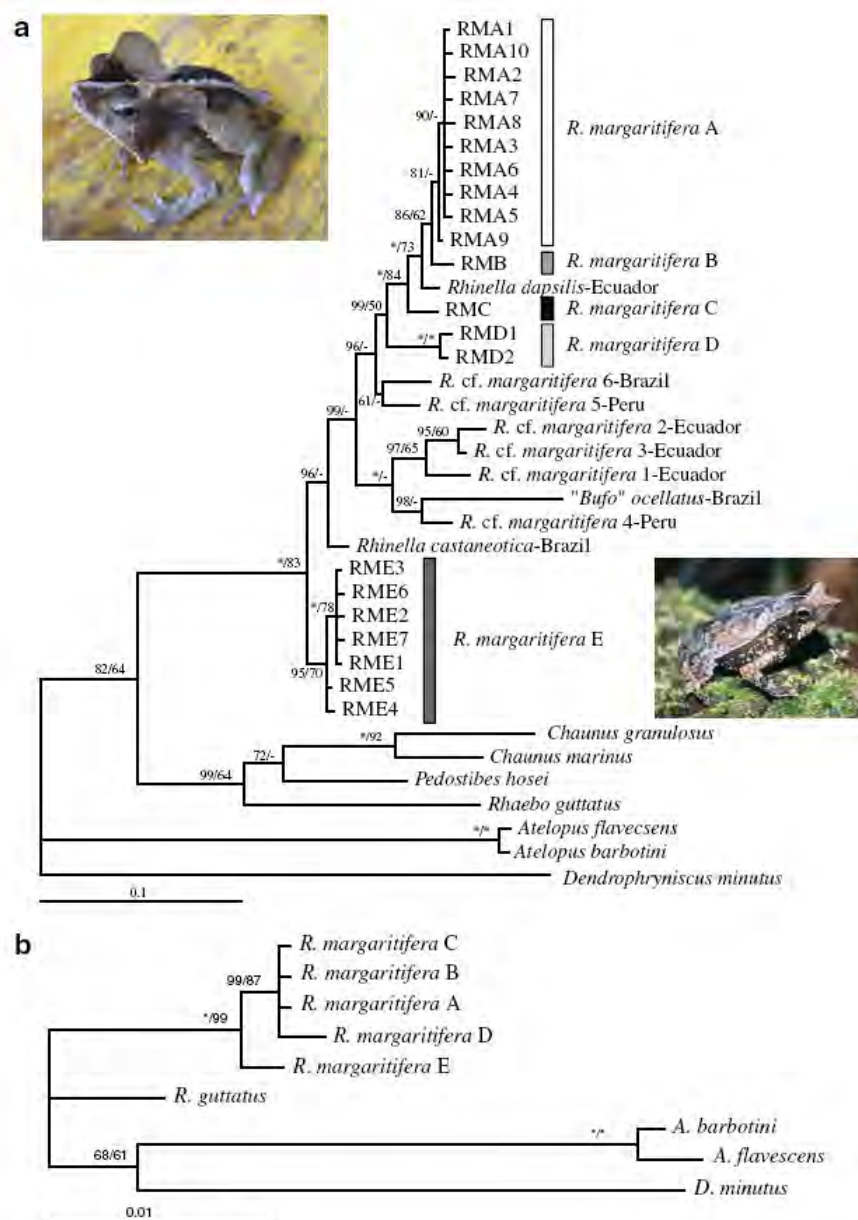 a
RMA1
RMA10
RMA2
RMA7
90/-
RMA8
R. margaritifera A
RMA3
81/-
RMA6
RMA4
86/62
RMA5
RMA9
*/73
RMB
R. margaritifera B
*/84
Rhinella dapsilis-Ecuador
99/50
RMC
R. margaritifera C
RMD1
*/*
R. margaritifera D
96/-
RMD2
R. cf. margaritifera 6-Brazil
61/-
R. cf. margaritifera 5-Peru
99/-
95/60
R. cf. margaritifera 2-Ecuador
97/65
R. cf. margaritifera 3-Ecuador
96/-
*/-
R. cf. margaritifera 1-Ecuador
98/-
"Bufo" ocellatus-Brazil
R. cf. margaritifera 4-Peru
Rhinella castaneotica-Brazil
*/83
RME3
RME6
*/78
RME2
RME7
R. margaritifera E
RME1
82/64
95/70
RME5
RME4
*/92
Chaunus granulosus
72/-
Chaunus marinus
99/64
Pedostibes hosei
Rhaebo guttatus
*/*
Atelopus flavecsens
Atelopus barbotini
Dendrophryniscus minutus
0.1
b
R. margaritifera C
99/87
R. margaritifera B
R. margaritifera A
*/99
R. margaritifera D
R. margaritifera E
R. guttatus
*/*
A. barbotini
68/61
A. flavescens
D. minutus
0.01